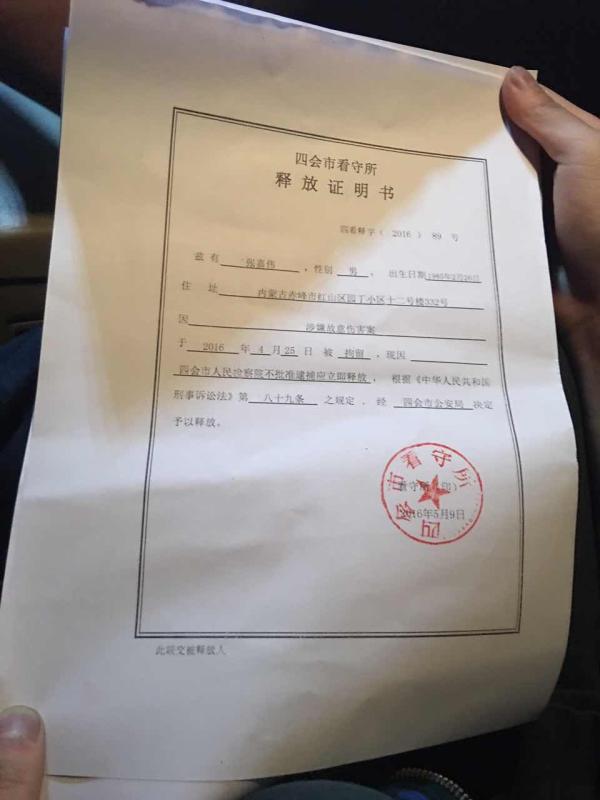 四会市看守所
释放证明书
四看释字( 2016 ) 89 号
兹有 张嘉伟 ,性别 男 , 出生日期 1985年2月26日
住 址 内蒙古赤峰市红山区园丁小区十二号楼332号
因 涉嫌故意伤害案
于 2016 年 4 月 25 日 被 拘留 ,现因
四会市人民检察院不批准逮捕应立即释放 , 根据《中华人民共和国
刑事诉讼法》第 八十九条 之规定 , 经 四会市公安局 决定
予以释放。
四会市看守所
看守所(印)
2016年5月9日
此联交被释放人